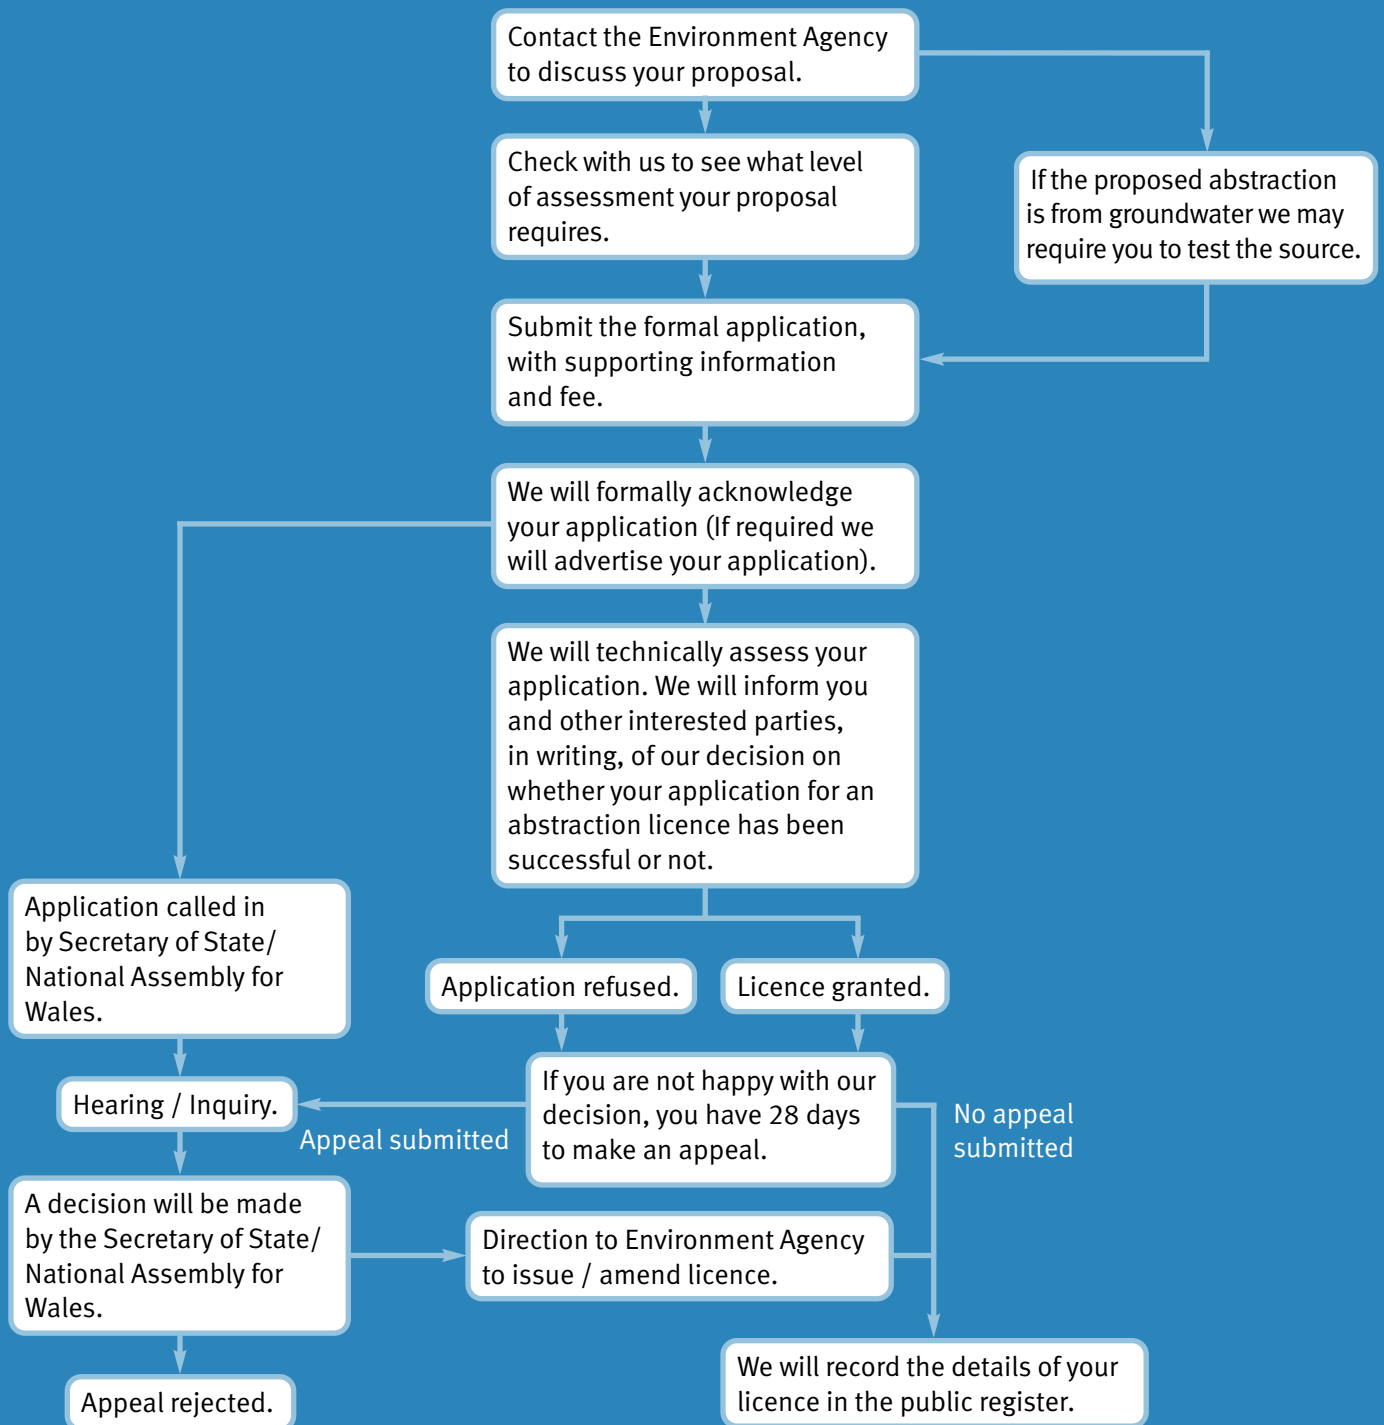 Contact the Environment Agency
to discuss your proposal.
Check with us to see what level
of assessment your proposal
requires.
If the proposed abstraction
is from groundwater we may
require you to test the source.
Submit the formal application,
with supporting information
and fee.
We will formally acknowledge
your application (If required we
will advertise your application).
We will technically assess your
application. We will inform you
and other interested parties,
in writing, of our decision on
whether your application for an
abstraction licence has been
successful or not.
Application called in
by Secretary of State/
National Assembly for
Wales.
Application refused.
Licence granted.
Hearing / Inquiry.
Appeal submitted
If you are not happy with our
decision, you have 28 days
to make an appeal.
No appeal
submitted
A decision will be made
by the Secretary of State/
National Assembly for
Wales.
Direction to Environment Agency
to issue / amend licence.
Appeal rejected.
We will record the details of your
licence in the public register.